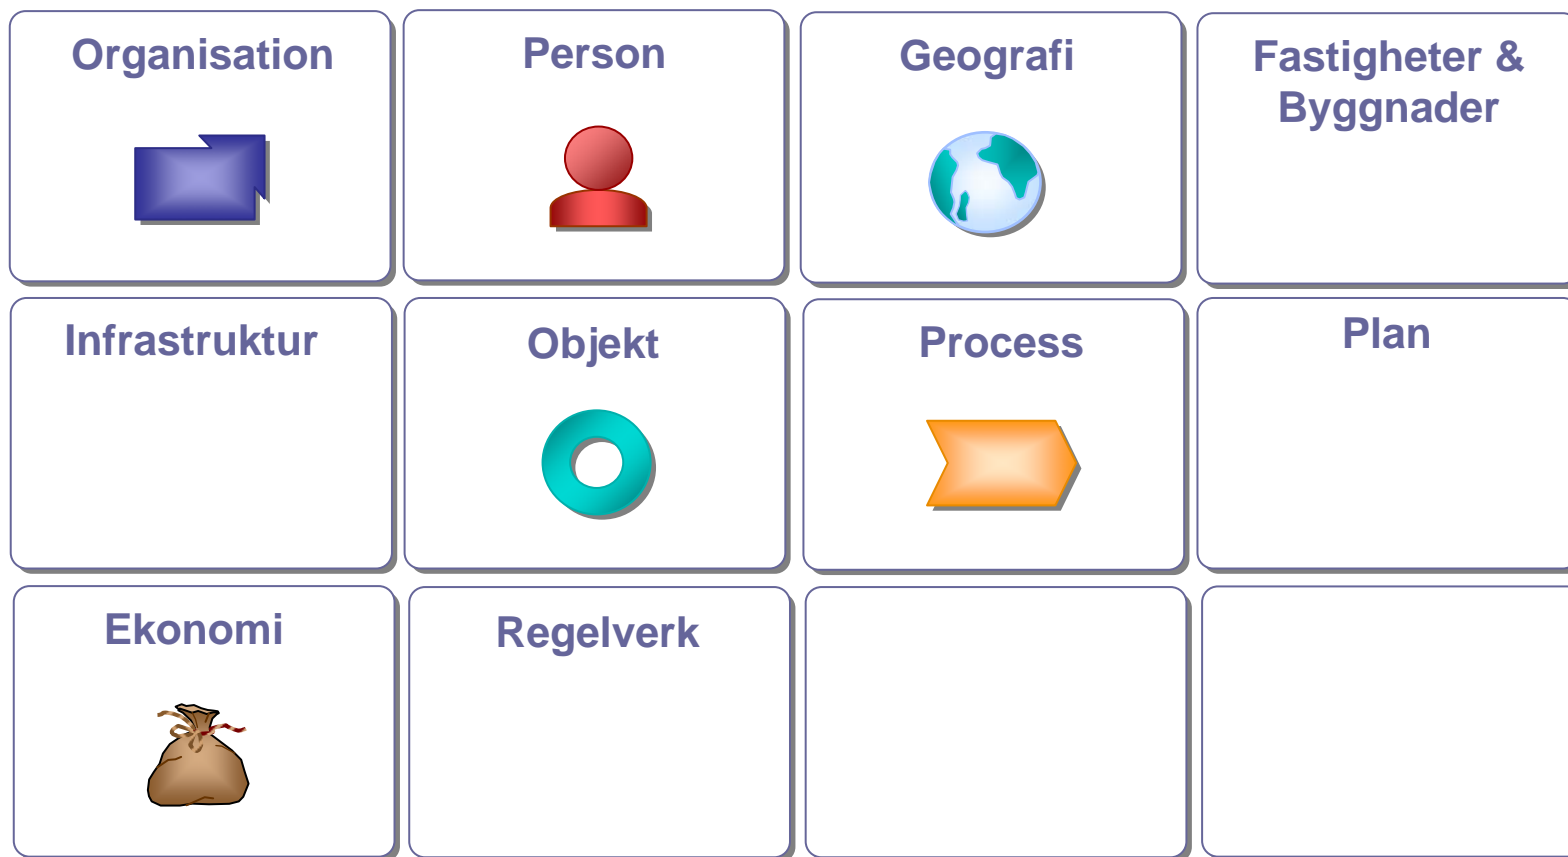 Organisation
Person
Geografi
Fastigheter &
Byggnader
Infrastruktur
Objekt
Process
Plan
Ekonomi
Regelverk